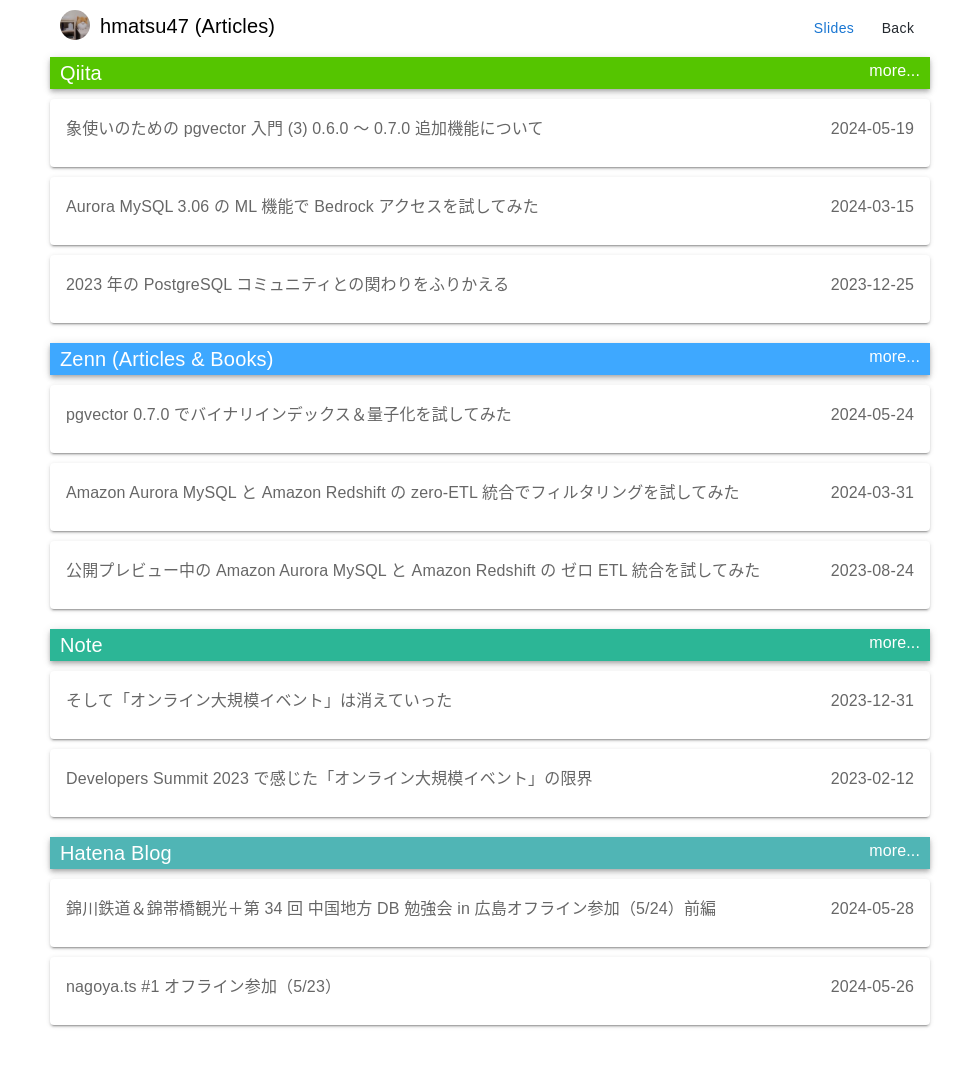 hmatsu47 (Articles)
Slides
Back
Qiita
more...
象使いのための pgvector 入門 (3) 0.6.0 〜 0.7.0 追加機能について
2024-05-19
Aurora MySQL 3.06 の ML 機能で Bedrock アクセスを試してみた
2024-03-15
2023 年の PostgreSQL コミュニティとの関わりをふりかえる
2023-12-25
Zenn (Articles & Books)
more...
pgvector 0.7.0 でバイナリインデックス＆量子化を試してみた
2024-05-24
Amazon Aurora MySQL と Amazon Redshift の zero-ETL 統合でフィルタリングを試してみた
2024-03-31
公開プレビュー中の Amazon Aurora MySQL と Amazon Redshift の ゼロ ETL 統合を試してみた
2023-08-24
Note
more...
そして「オンライン大規模イベント」は消えていった
2023-12-31
Developers Summit 2023 で感じた「オンライン大規模イベント」の限界
2023-02-12
Hatena Blog
more...
錦川鉄道＆錦帯橋観光＋第 34 回 中国地方 DB 勉強会 in 広島オフライン参加（5/24）前編
2024-05-28
nagoya.ts #1 オフライン参加（5/23）
2024-05-26